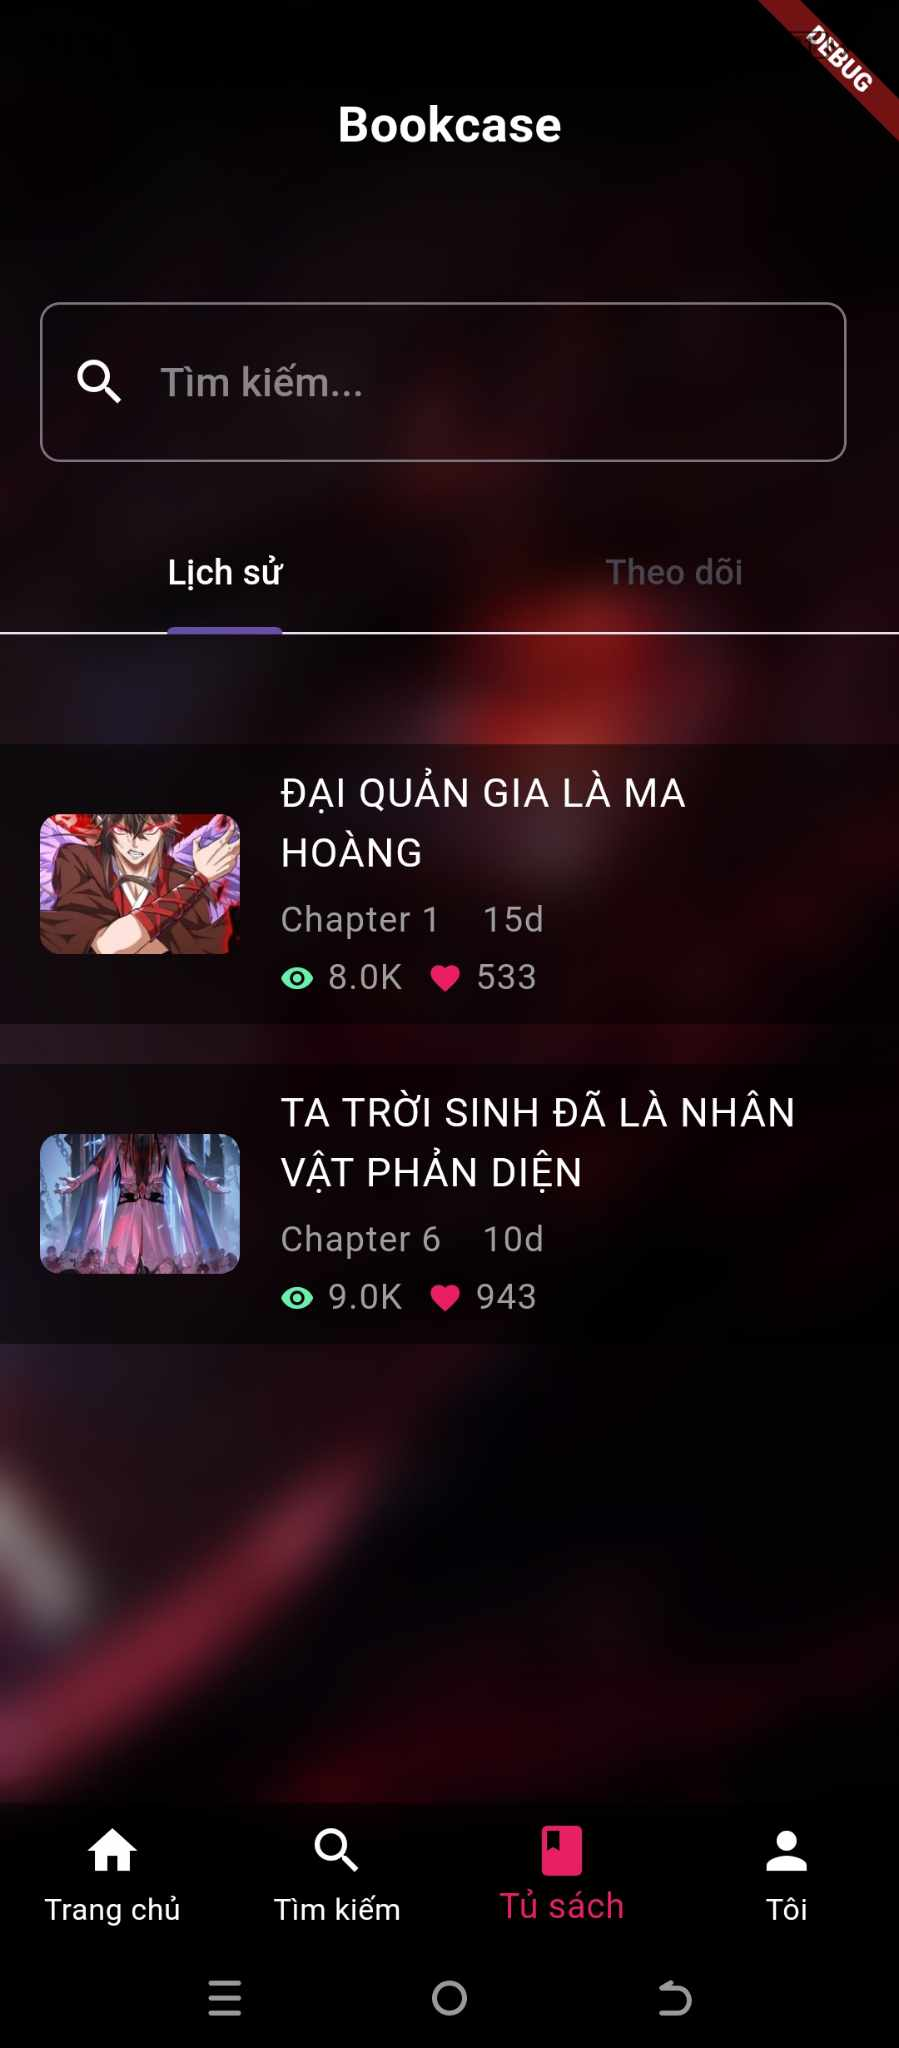 DEBUG
Bookcase
Tìm kiếm...
Lịch sử
Theo dõi
ĐẠI QUẢN GIA LÀ MA
HOÀNG
Chapter 1 15d
8.0K 533
TA TRỜI SINH ĐÃ LÀ NHÂN
VẬT PHẢN DIỆN
Chapter 6 10d
9.0K 943
Trang chủ
Tìm kiếm
Tủ sách
Tôi